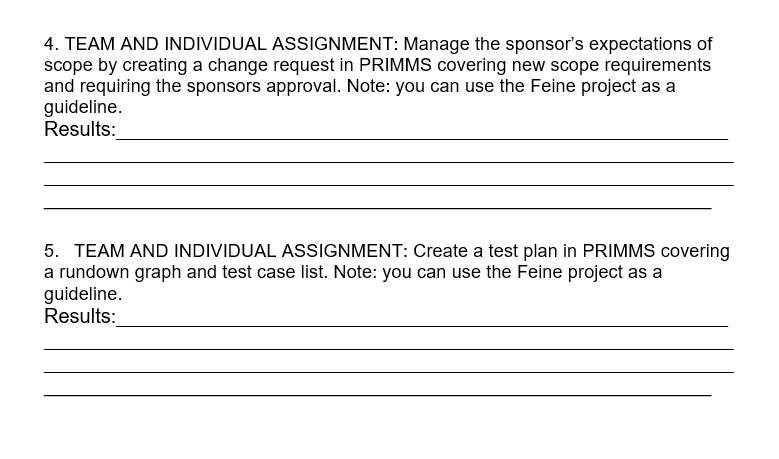 4. TEAM AND INDIVIDUAL ASSIGNMENT: Manage the sponsor's expectations of
scope by creating a change request in PRIMMS covering new scope requirements
and requiring the sponsors approval. Note: you can use the Feine project as a
guideline.
Results:
5. TEAM AND INDIVIDUAL ASSIGNMENT: Create a test plan in PRIMMS covering
a rundown graph and test case list. Note: you can use the Feine project as a
guideline.
Results: